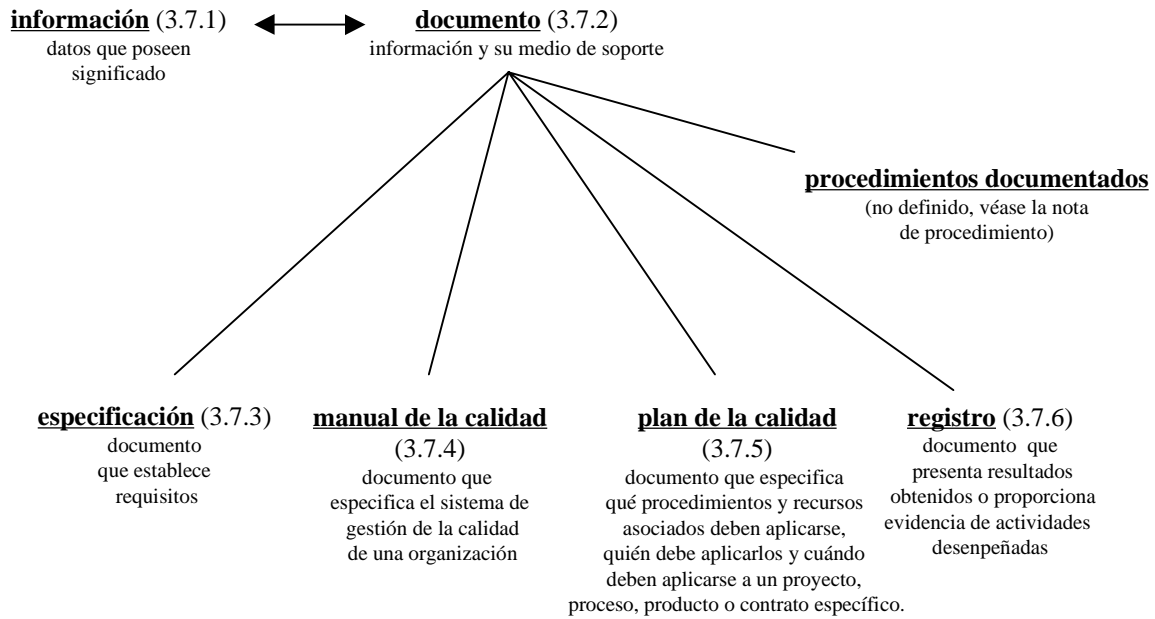 información (3.7.1)
datos que poseen
significado
documento (3.7.2)
información y su medio de soporte
procedimientos documentados
(no definido, véase la nota
de procedimiento)
especificación (3.7.3)
documento
que establece
requisitos
manual de la calidad
(3.7.4)
documento que
especifica el sistema de
gestión de la calidad
de una organización
plan de la calidad
(3.7.5)
documento que especifica
qué procedimientos y recursos
asociados deben aplicarse,
quién debe aplicarlos y cuándo
deben aplicarse a un proyecto,
proceso, producto o contrato específico.
registro (3.7.6)
documento que
presenta resultados
obtenidos o proporciona
evidencia de actividades
desenpeñadas